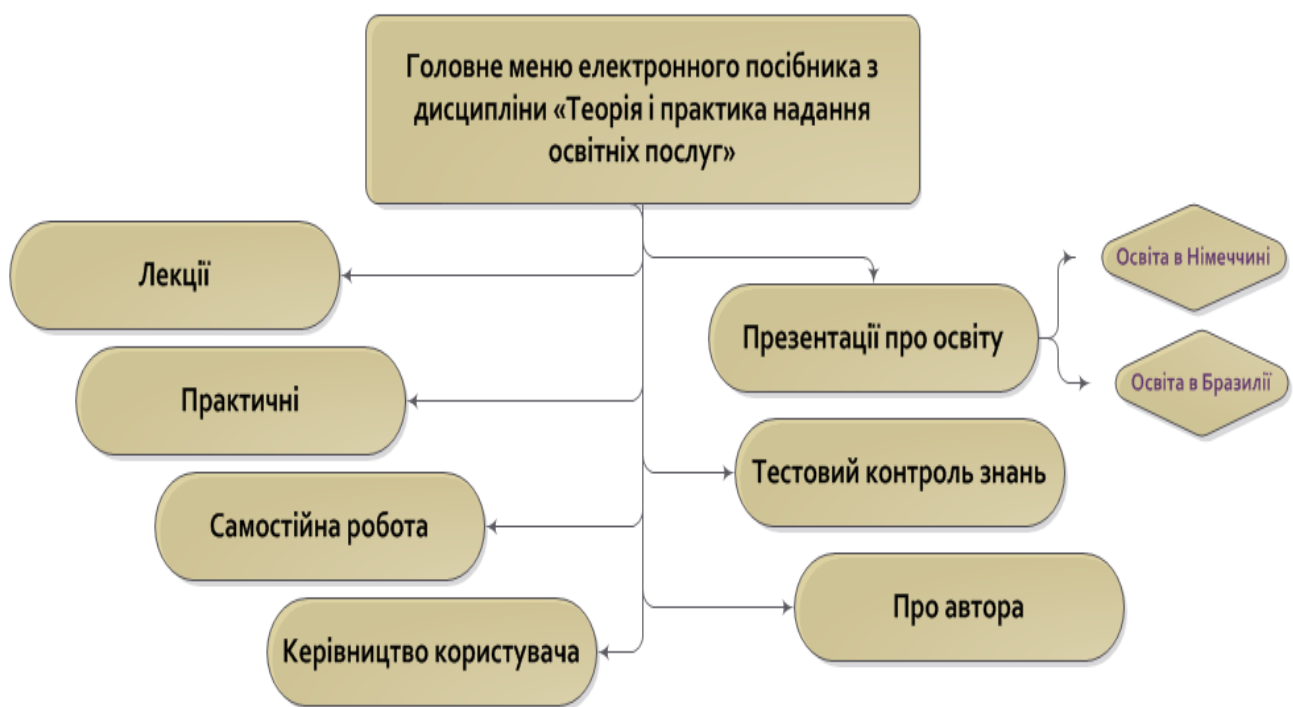 Головне меню електронного посібника з
дисципліни «Теорія і практика надання
освітніх послуг»
Лекції
Практичні
Самостійна робота
Керівництво користувача
Презентації про освіту
Освіта в Німеччині
Освіта в Бразилії
Тестовий контроль знань
Про автора